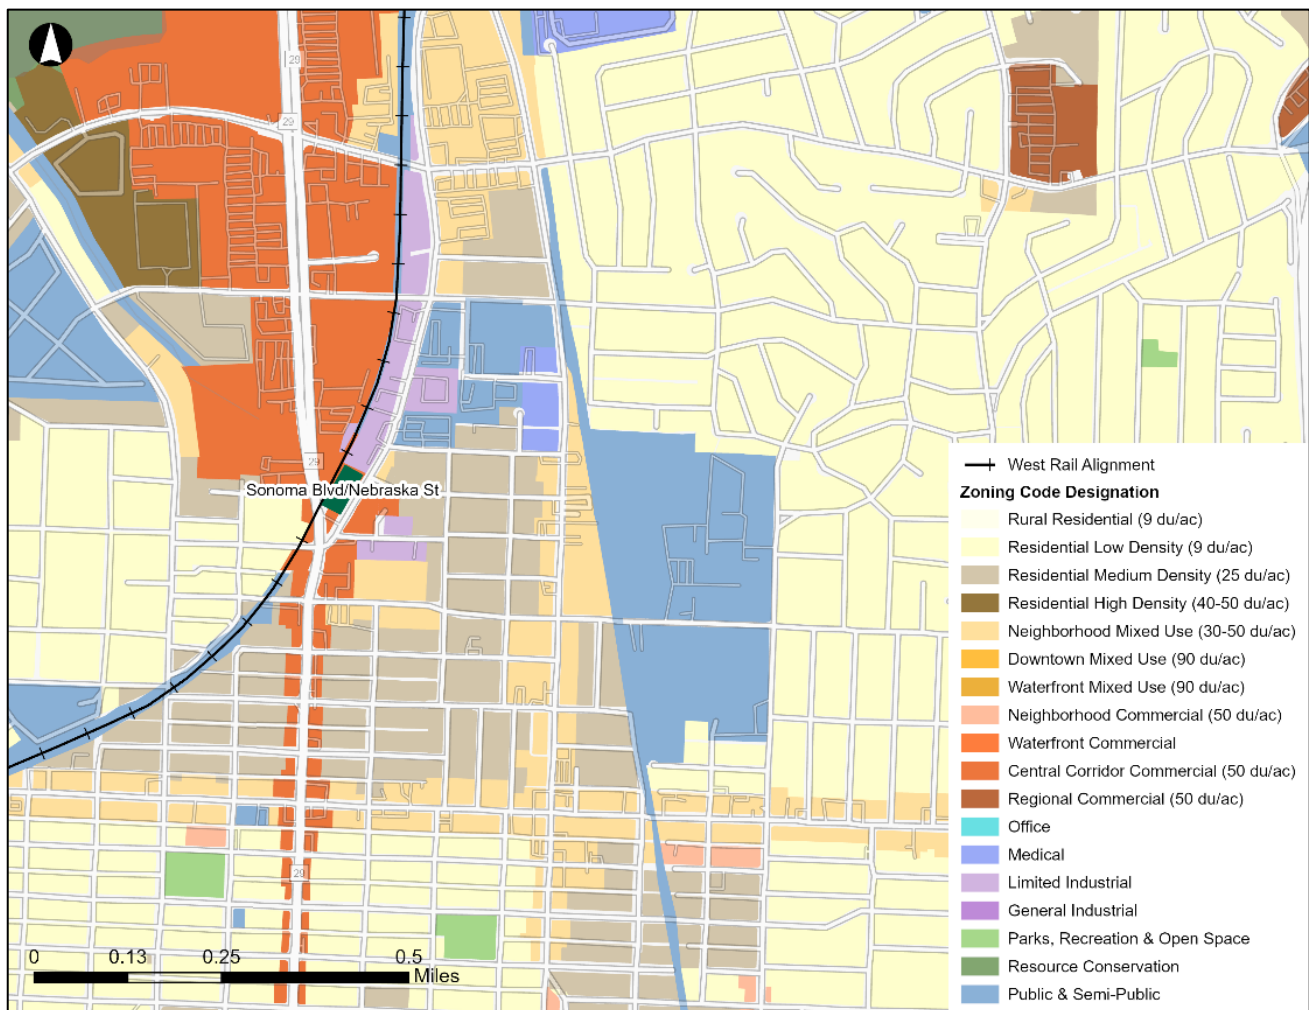 29
29
29
Sonoma Blvd/Nebraska St
29
0 0.13 0.25 0.5
Miles
West Rail Alignment
Zoning Code Designation
Rural Residential (9 du/ac)
Residential Low Density (9 du/ac)
Residential Medium Density (25 du/ac)
Residential High Density (40-50 du/ac)
Neighborhood Mixed Use (30-50 du/ac)
Downtown Mixed Use (90 du/ac)
Waterfront Mixed Use (90 du/ac)
Neighborhood Commercial (50 du/ac)
Waterfront Commercial
Central Corridor Commercial (50 du/ac)
Regional Commercial (50 du/ac)
Office
Medical
Limited Industrial
General Industrial
Parks, Recreation & Open Space
Resource Conservation
Public & Semi-Public